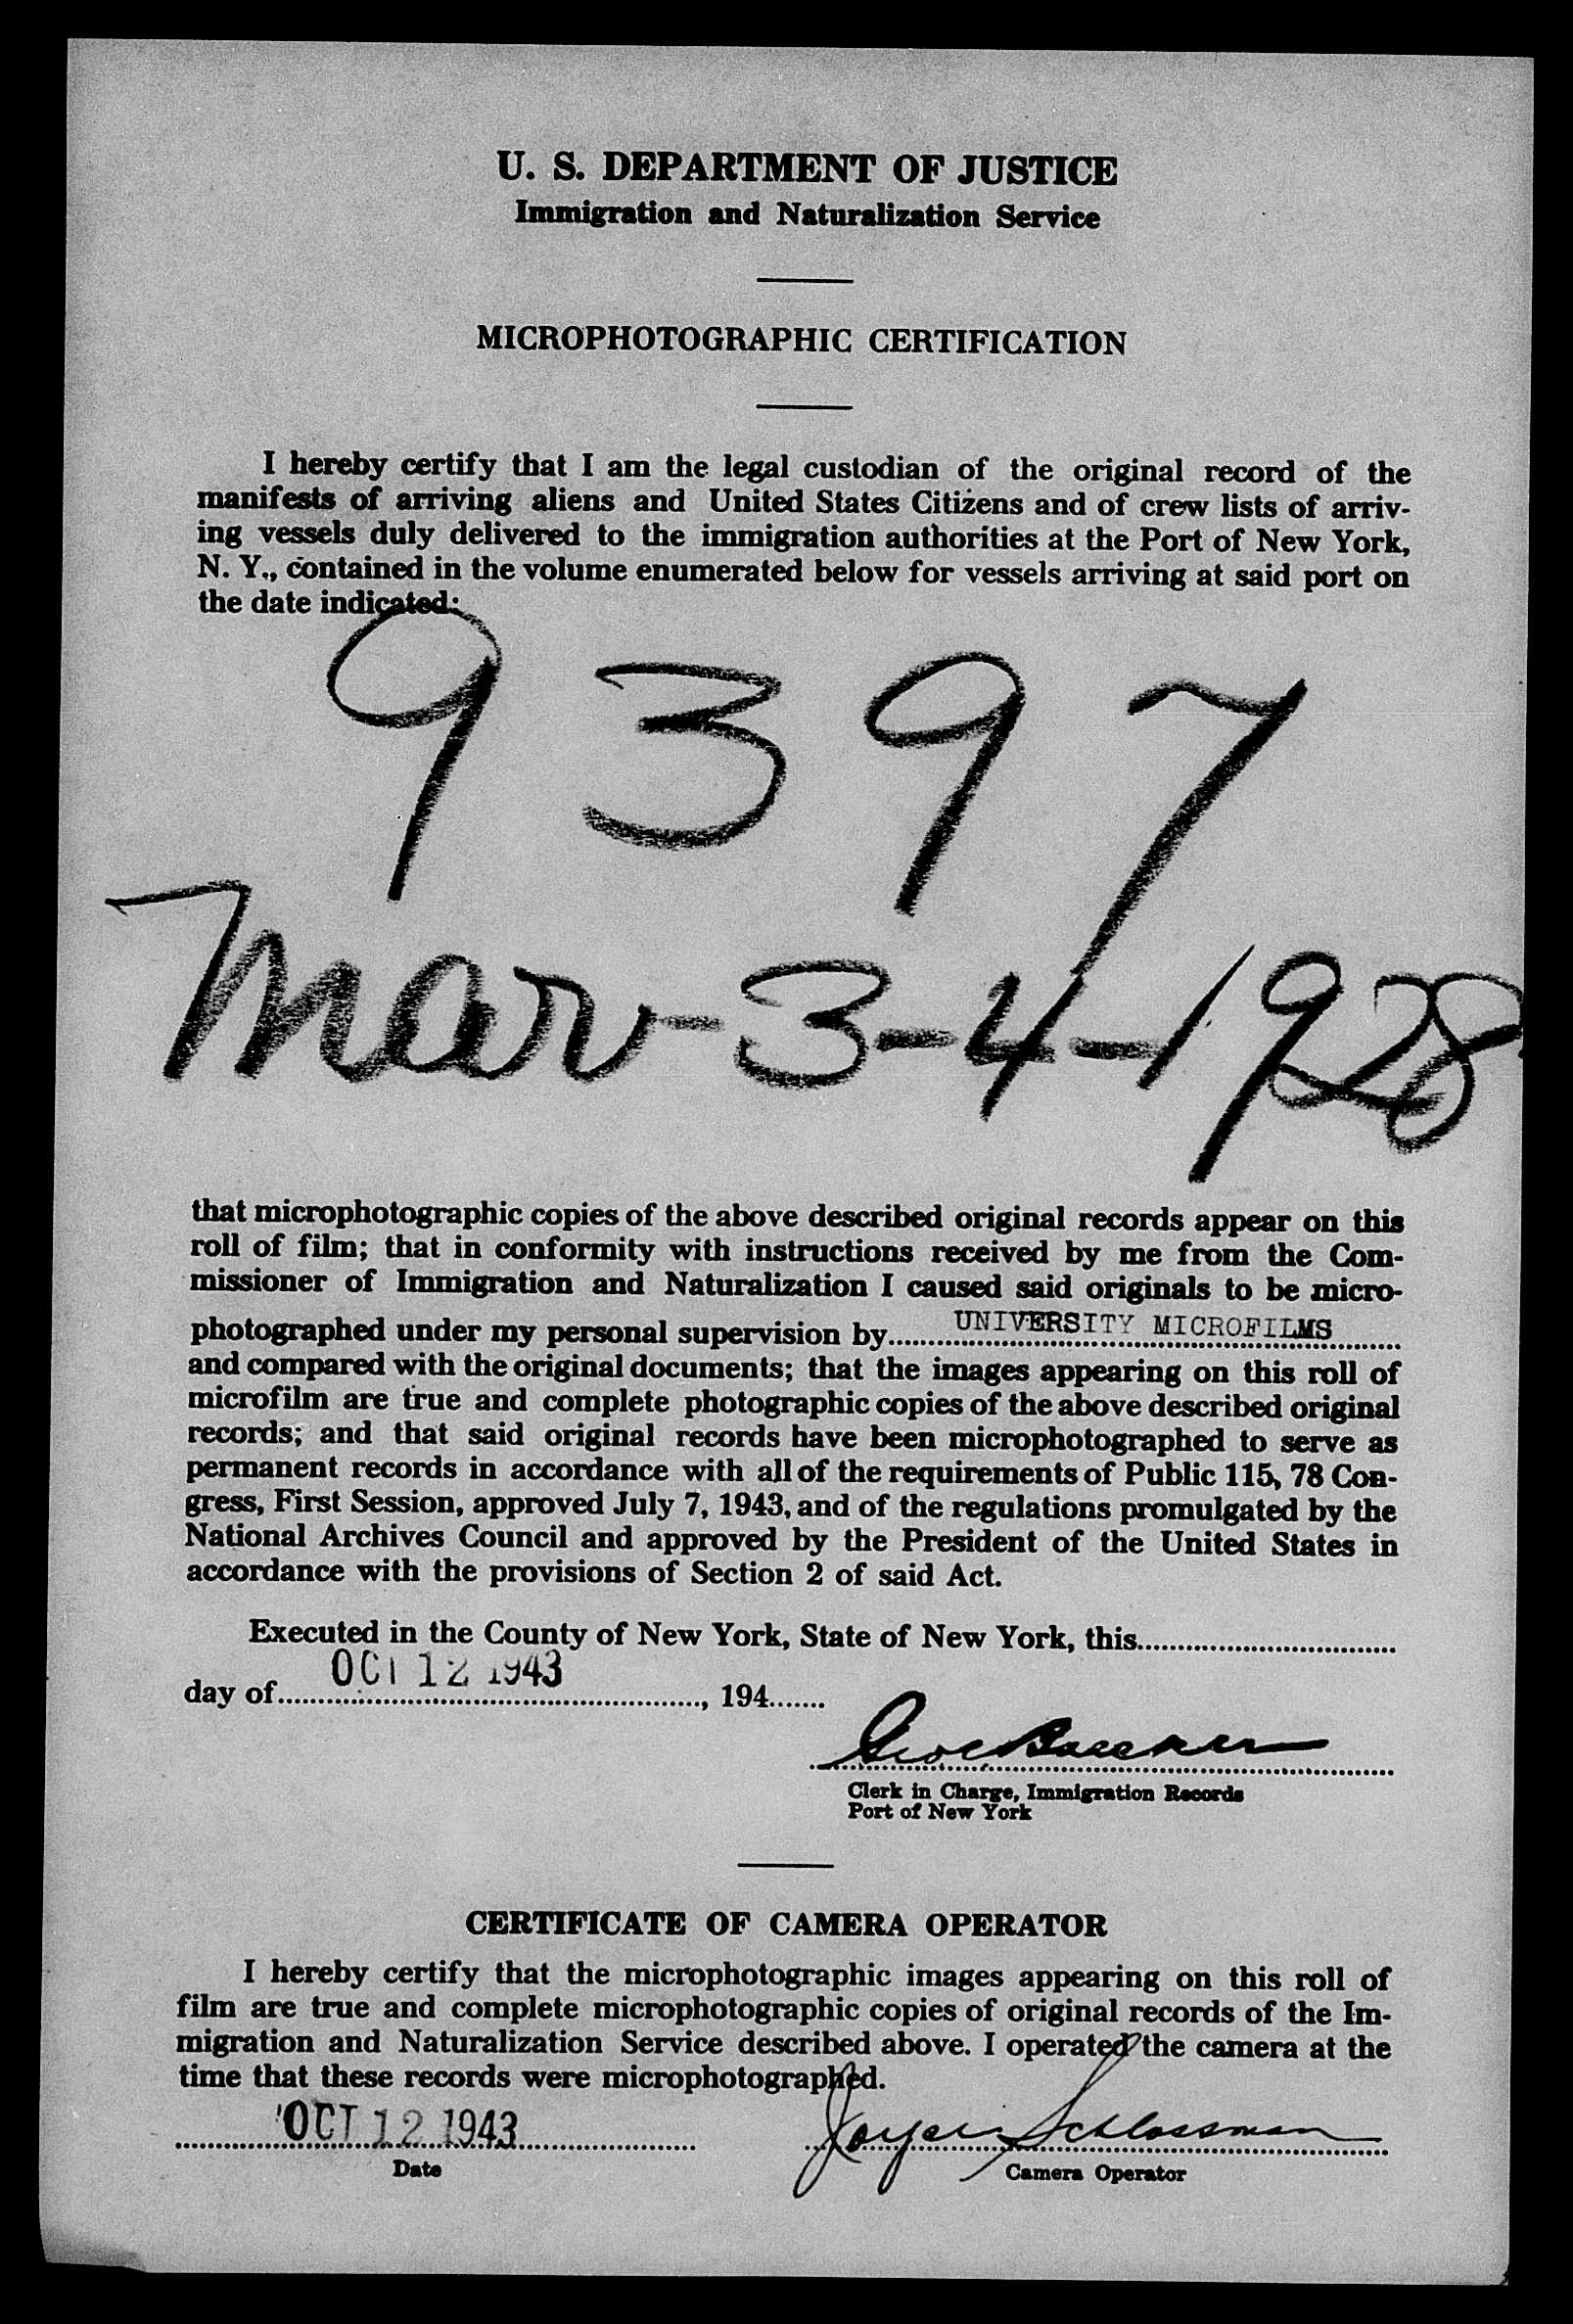 U. S. DEPARTMENT OF JUSTICE
Immigration and Naturalization Service
MICROPHOTOGRAPHIC CERTIFICATION
I hereby certify that I am the legal custodian of the original record of the
manifests of arriving aliens and United States Citizens and of crew lists of arriv-
ing vessels duly delivered to the immigration authorities at the Port of New York,
N. Y., contained in the volume enumerated below for vessels arriving at said port on
the date indicated:
9397
Mar-3-4-1928
that microphotographic copies of the above described original records appear on this
roll of film; that in conformity with instructions received by me from the Com-
missioner of Immigration and Naturalization I caused said originals to be micro-
photographed under my personal supervision by UNIVERSITY MICROFILMS
and compared with the original documents; that the images appearing on this roll of
microfilm are true and complete photographic copies of the above described original
records; and that said original records have been microphotographed to serve as
permanent records in accordance with all of the requirements of Public 115, 78 Con-
gress, First Session, approved July 7, 1943, and of the regulations promulgated by the
National Archives Council and approved by the President of the United States in
accordance with the provisions of Section 2 of said Act.
Executed in the County of New York, State of New York, this
day of OCT 12 1943, 194
Clerk in Charge, Immigration Records
Port of New York
CERTIFICATE OF CAMERA OPERATOR
I hereby certify that the microphotographic images appearing on this roll of
film are true and complete microphotographic copies of original records of the Im-
migration and Naturalization Service described above. I operated the camera at the
time that these records were microphotographed.
OCT 12 1943 Schlossman
Date Camera Operator